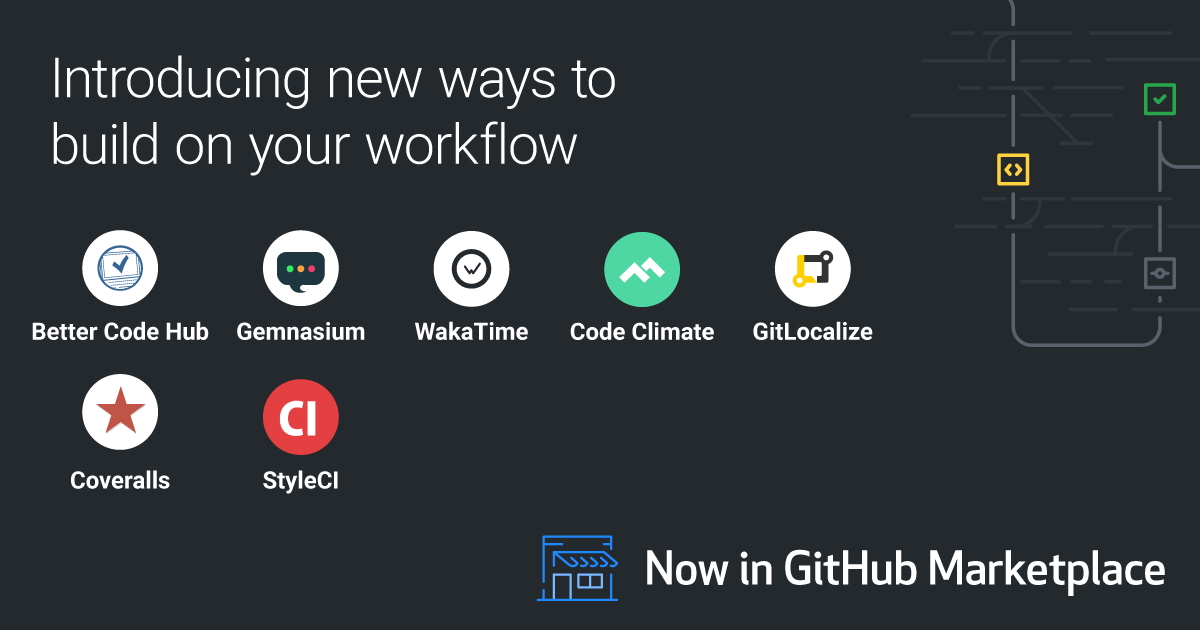 Introducing new ways to
build on your workflow
Better Code Hub
Gemnasium
W
WakaTime
Code Climate
GitLocalize
Coveralls
CI
StyleCI
Now in GitHub Marketplace